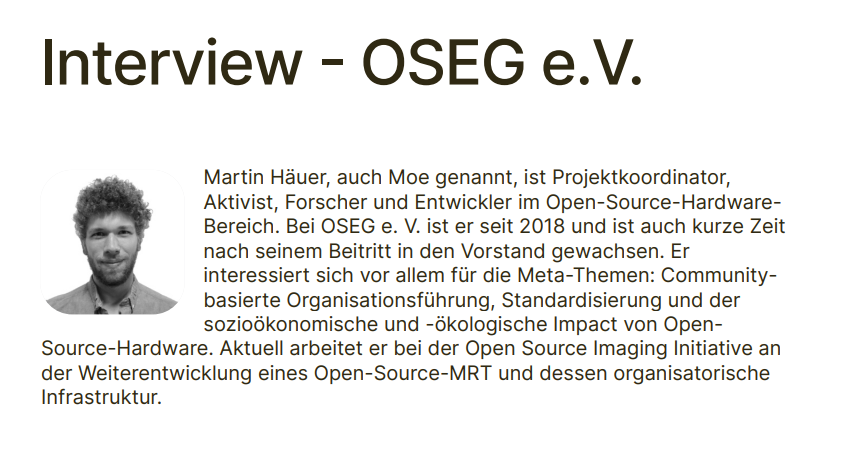 Interview - OSEG e.V.
Martin Häuer, auch Moe genannt, ist Projektkoordinator,
Aktivist, Forscher und Entwickler im Open-Source-Hardware-
Bereich. Bei OSEG e. V. ist er seit 2018 und ist auch kurze Zeit
nach seinem Beitritt in den Vorstand gewachsen. Er
interessiert sich vor allem für die Meta-Themen: Community-
basierte Organisationsführung, Standardisierung und der
sozioökonomische und -ökologische Impact von Open-
Source-Hardware. Aktuell arbeitet er bei der Open Source Imaging Initiative an
der Weiterentwicklung eines Open-Source-MRT und dessen organisatorische
Infrastruktur.